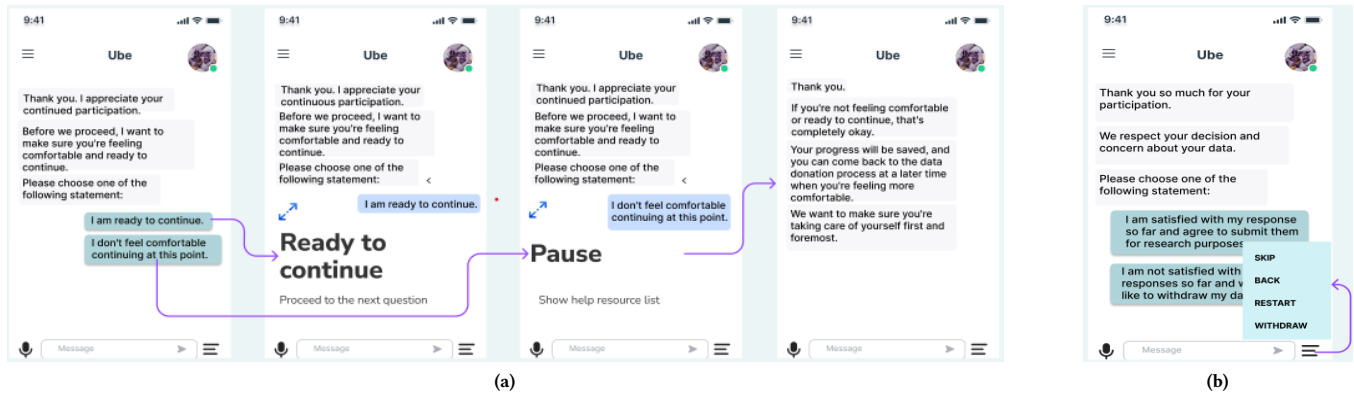 9:41
Ube
Thank you. I appreciate your
continued participation.
Before we proceed, I want to
make sure you're feeling
comfortable and ready to
continue.
Please choose one of the
following statement:
I am ready to continue.
I don't feel comfortable
continuing at this point.
Message
9:41
Ube
Thank you. I appreciate your
continuous participation.
Before we proceed, I want to
make sure you're feeling
comfortable and ready to
continue.
Please choose one of the
following statement:
<
I am ready to continue.
Ready to
continue
Proceed to the next question
Message
9:41
Ube
Thank you. I appreciate your
continued participation.
Before we proceed, I want to
make sure you're feeling
comfortable and ready to
continue.
Please choose one of the
following statement:
<
I don't feel comfortable
continuing at this point.
Pause
Show help resource list
Message
9:41
Ube
Thank you.
If you're not feeling comfortable
or ready to continue, that's
completely okay.
Your progress will be saved, and
you can come back to the data
donation process at a later time
when you're feeling more
comfortable.
We want to make sure you're
taking care of yourself first and
foremost.
Message
(a)
9:41
Ube
Thank you so much for your
participation.
We respect your decision and
concern about your data.
Please choose one of the
following statement:
I am satisfied with my response
so far and agree to submit them
for research purposes
I am not satisfied with
responses so far and
like to withdraw my
SKIP
BACK
RESTART
WITHDRAW
Message
(b)